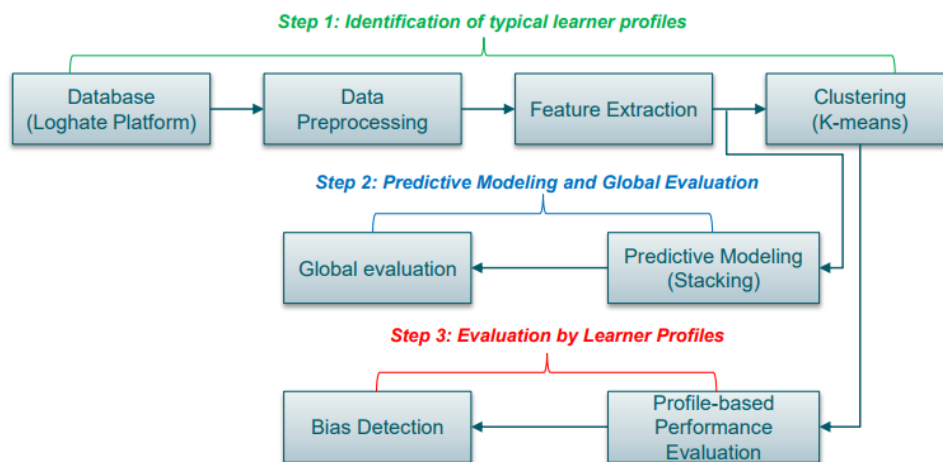 Step 1: Identification of typical learner profiles
Database
(Loghate Platform)
Data
Preprocessing
Feature Extraction
Clustering
(K-means)
Step 2: Predictive Modeling and Global Evaluation
Global evaluation
Predictive Modeling
(Stacking)
Step 3: Evaluation by Learner Profiles
Bias Detection
Profile-based
Performance
Evaluation